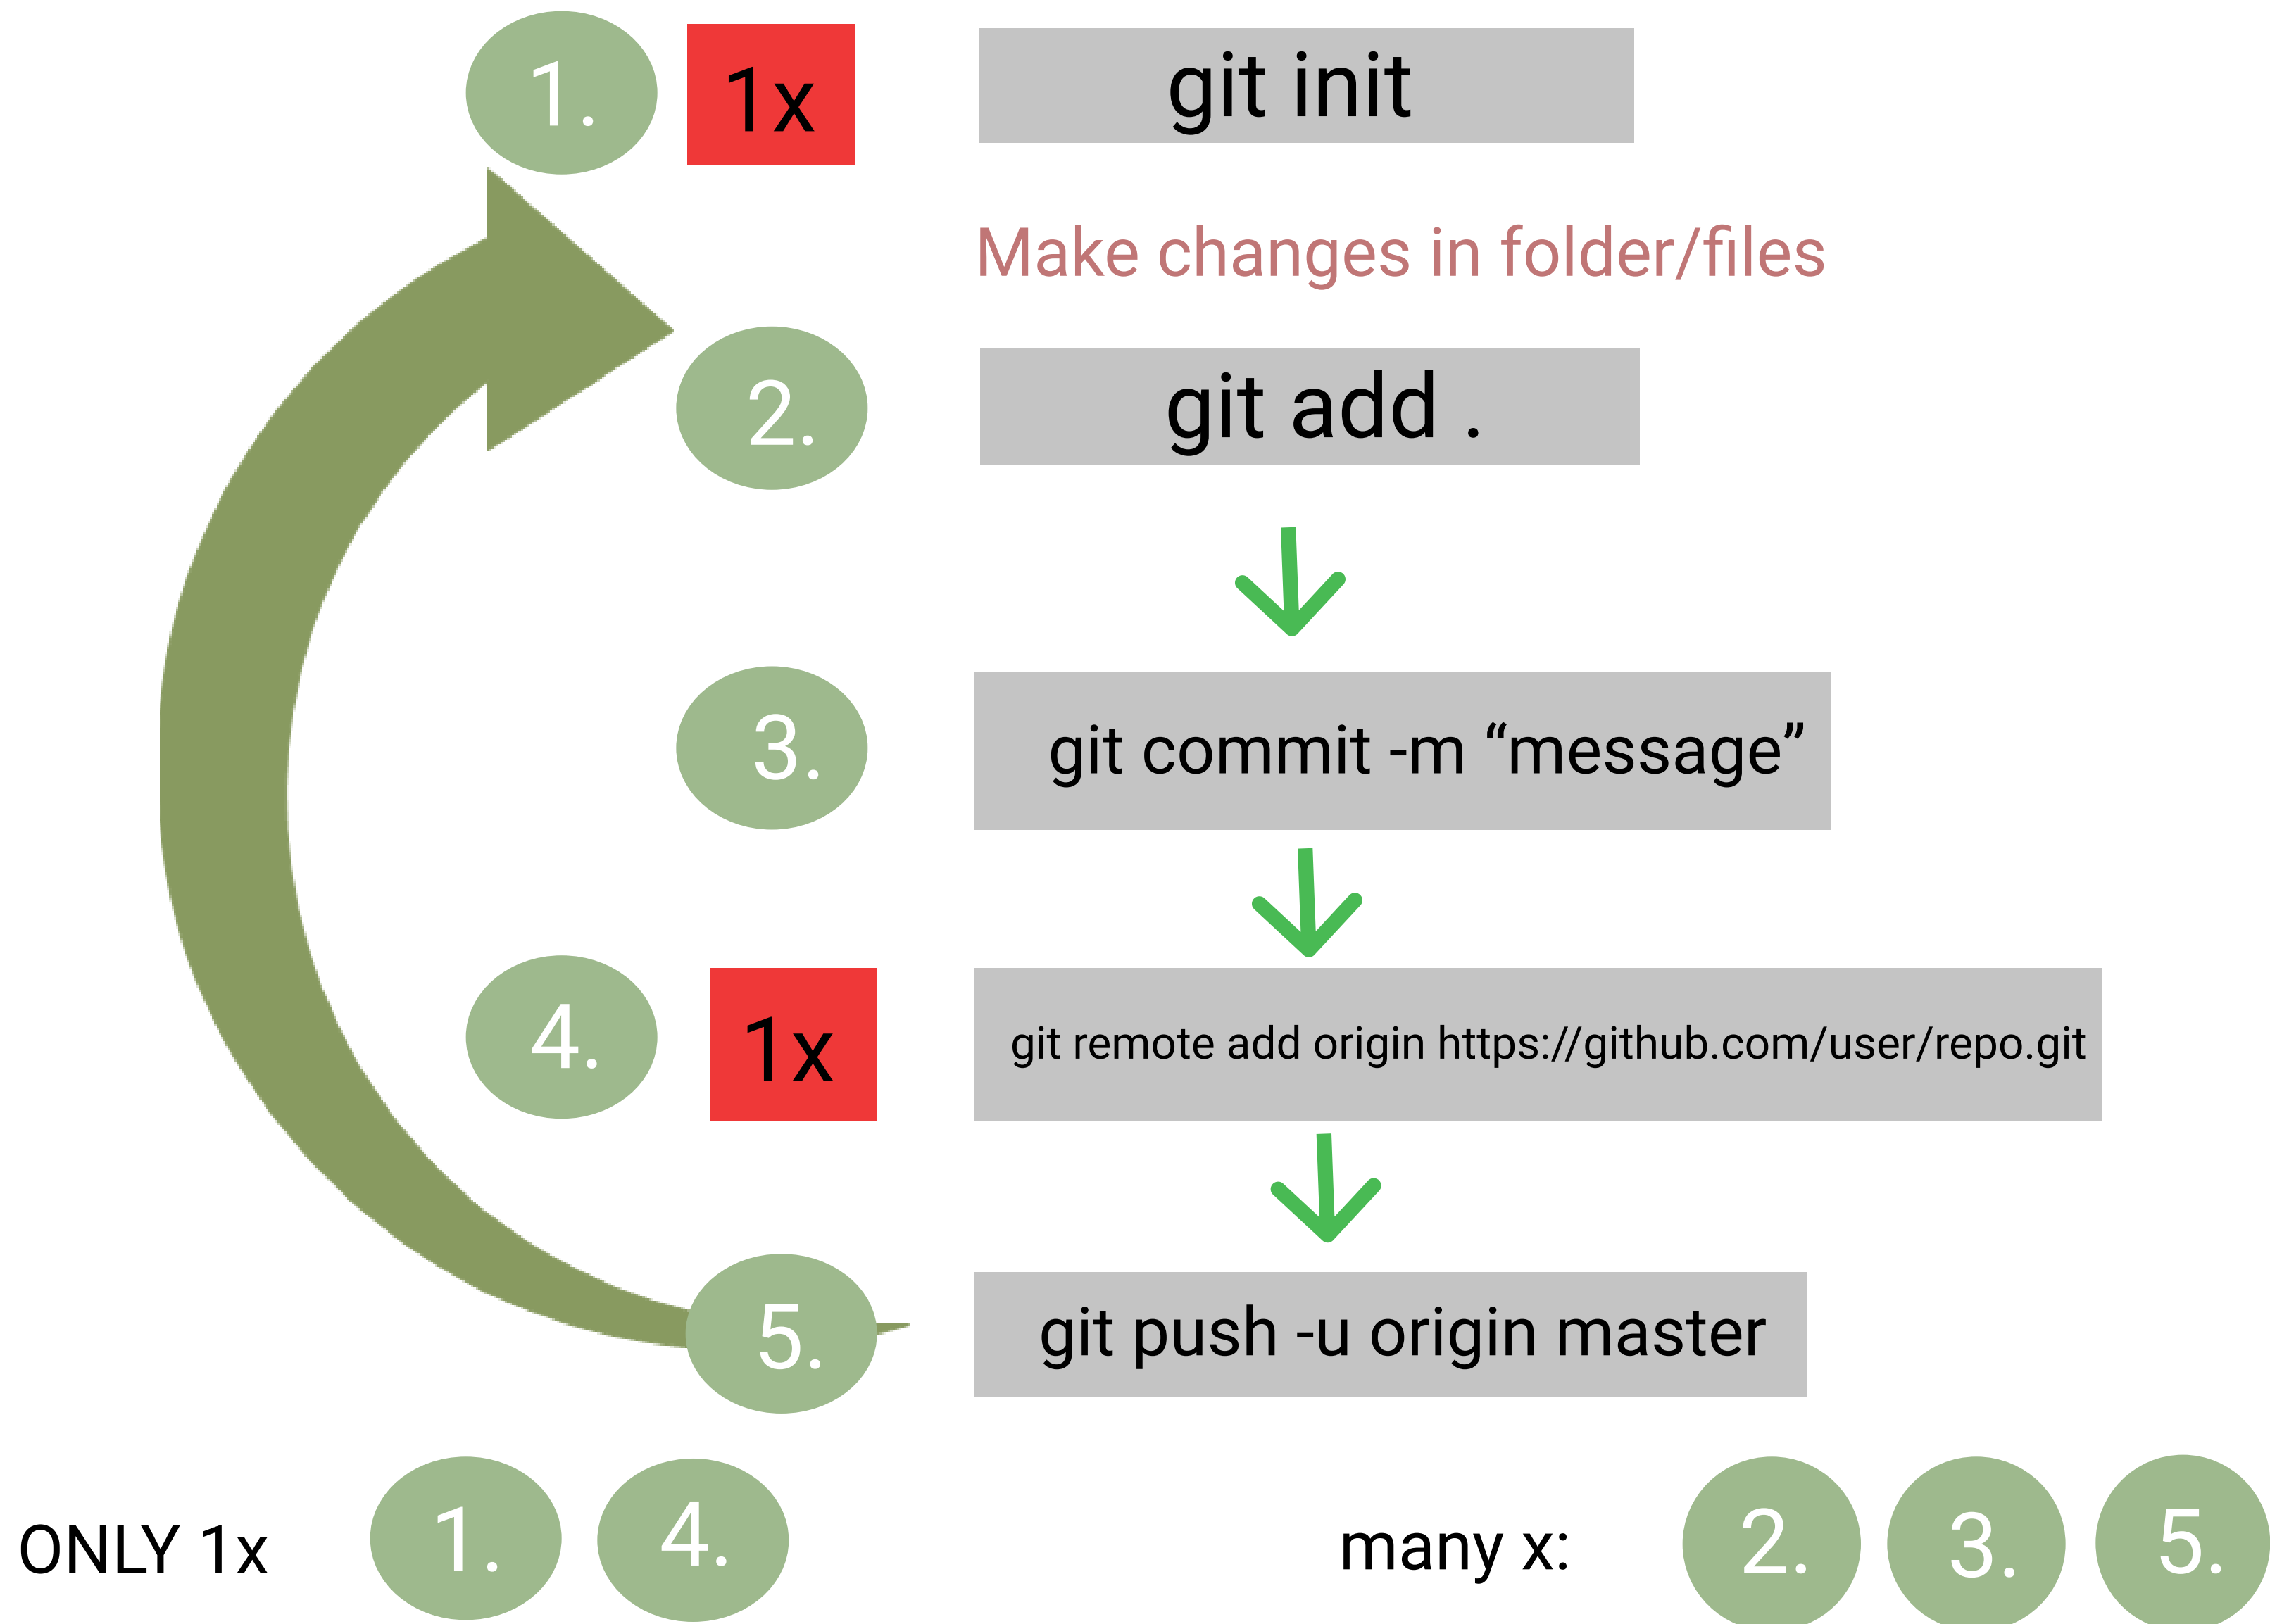 1. 1x git init
Make changes in folder/files
2. git add .
3. git commit -m “message”
4. 1x git remote add origin https://github.com/user/repo.git
5. git push -u origin master
ONLY 1x 1. 4. many x: 2. 3. 5.